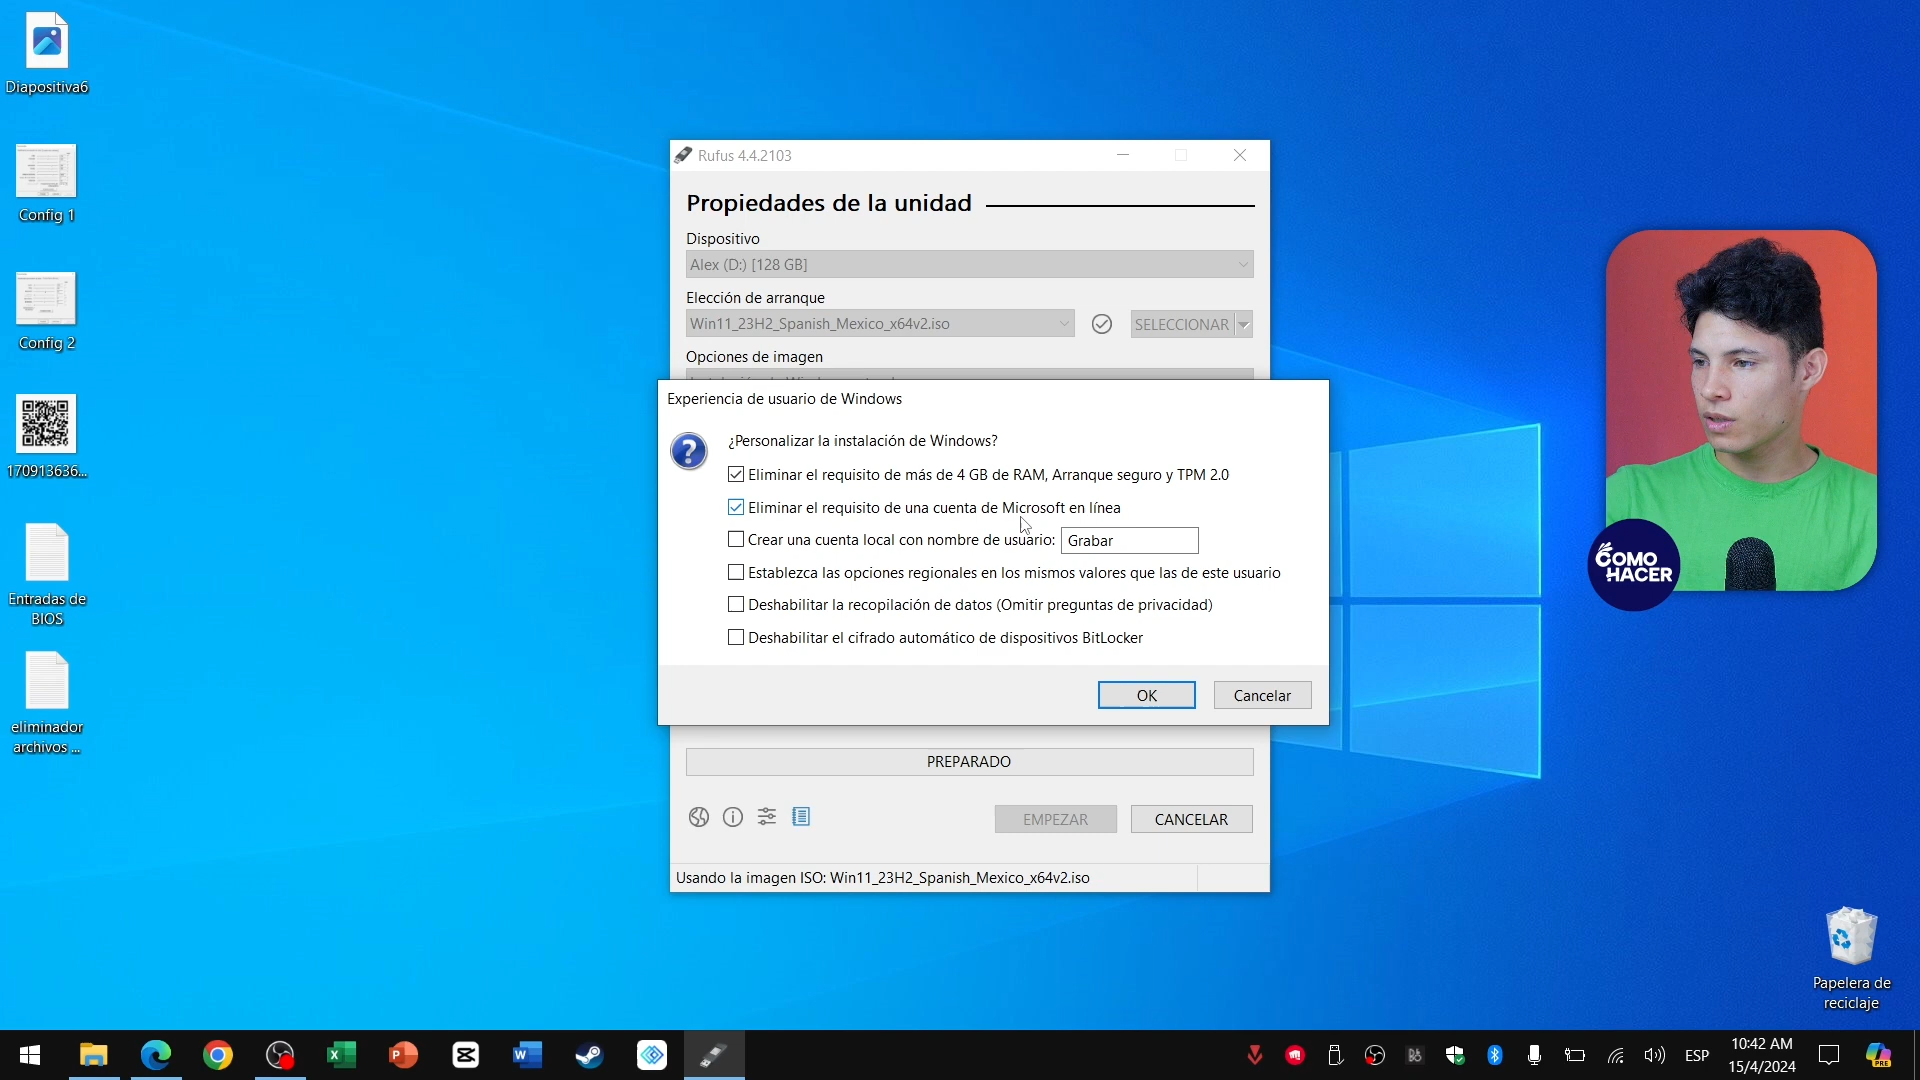 Diapositiva6
Config 1
Config 2
170913636...
Entradas de
BIOS
eliminador
archivos ...
Rufus 4.4.2103
Propiedades de la unidad
Dispositivo
Alex (D:) [128 GB]
Elección de arranque
Win11_23H2_Spanish_Mexico_x64v2.iso
SELECCIONAR
Opciones de imagen
Experiencia de usuario de Windows
¿Personalizar la instalación de Windows?
Eliminar el requisito de más de 4 GB de RAM, Arranque seguro y TPM 2.0
Eliminar el requisito de una cuenta de Microsoft en línea
Crear una cuenta local con nombre de usuario: Grabar
Establezca las opciones regionales en los mismos valores que las de este usuario
Deshabilitar la recopilación de datos (Omitir preguntas de privacidad)
Deshabilitar el cifrado automático de dispositivos BitLocker
OK
Cancelar
PREPARADO
EMPEZAR
CANCELAR
Usando la imagen ISO: Win11_23H2_Spanish_Mexico_x64v2.iso
COMO
HACER
Papelera de
reciclaje
ESP
10:42 AM
15/4/2024